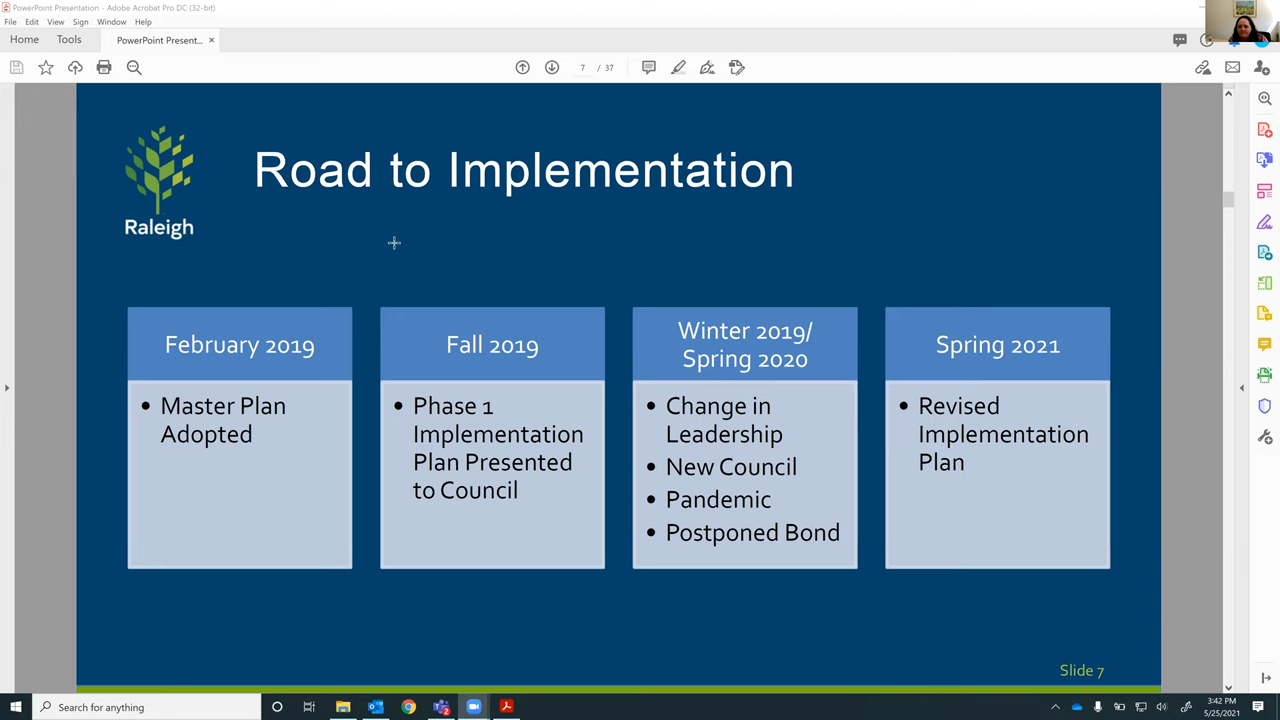 PowerPoint Presentation - Adobe Acrobat Pro DC (32-bit)
File Edit View Sign Window Help
Home Tools PowerPoint Present... ×
7 / 37
Road to Implementation
Raleigh
February 2019
Master Plan
Adopted
Fall 2019
• Phase 1
Implementation
Plan Presented
to Council
Winter 2019/
Spring 2020
• Change in
Leadership
• New Council
• Pandemic
• Postponed Bond
Spring 2021
• Revised
Implementation
Plan
Slide 7
Search for anything
3:42 PM
5/25/2021